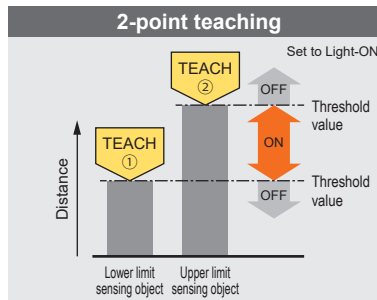 2-point teaching
Set to Light-ON
TEACH
②
OFF
Threshold
value
TEACH
①
ON
Threshold
value
OFF
Distance
Lower limit
sensing object
Upper limit
sensing object